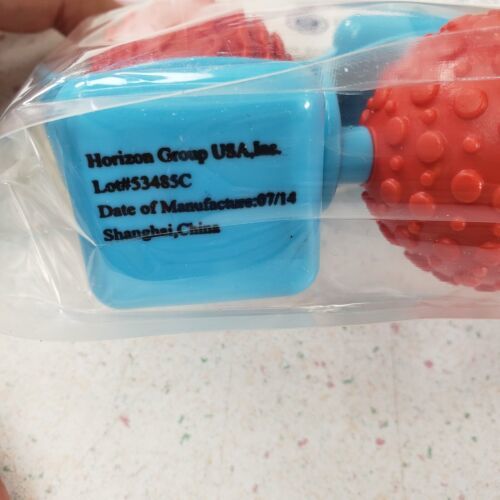 Horizon Group USA,Inc.
Lot#53485C
Date of Manufacture:07/14
Shanghai,China